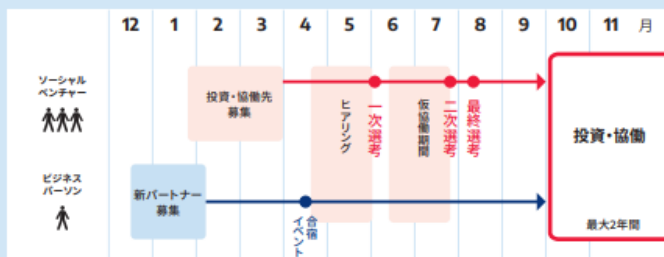 12 1 2 3 4 5 6 7 8 9 10 11 月
ソーシャル
ベンチャー
投資・協働先
募集
ヒアリング
一次選考
仮協働期間
二次選考
最終選考
投資・協働
最大2年間
ビジネス
パーソン
新パートナー
募集
合宿
イベント